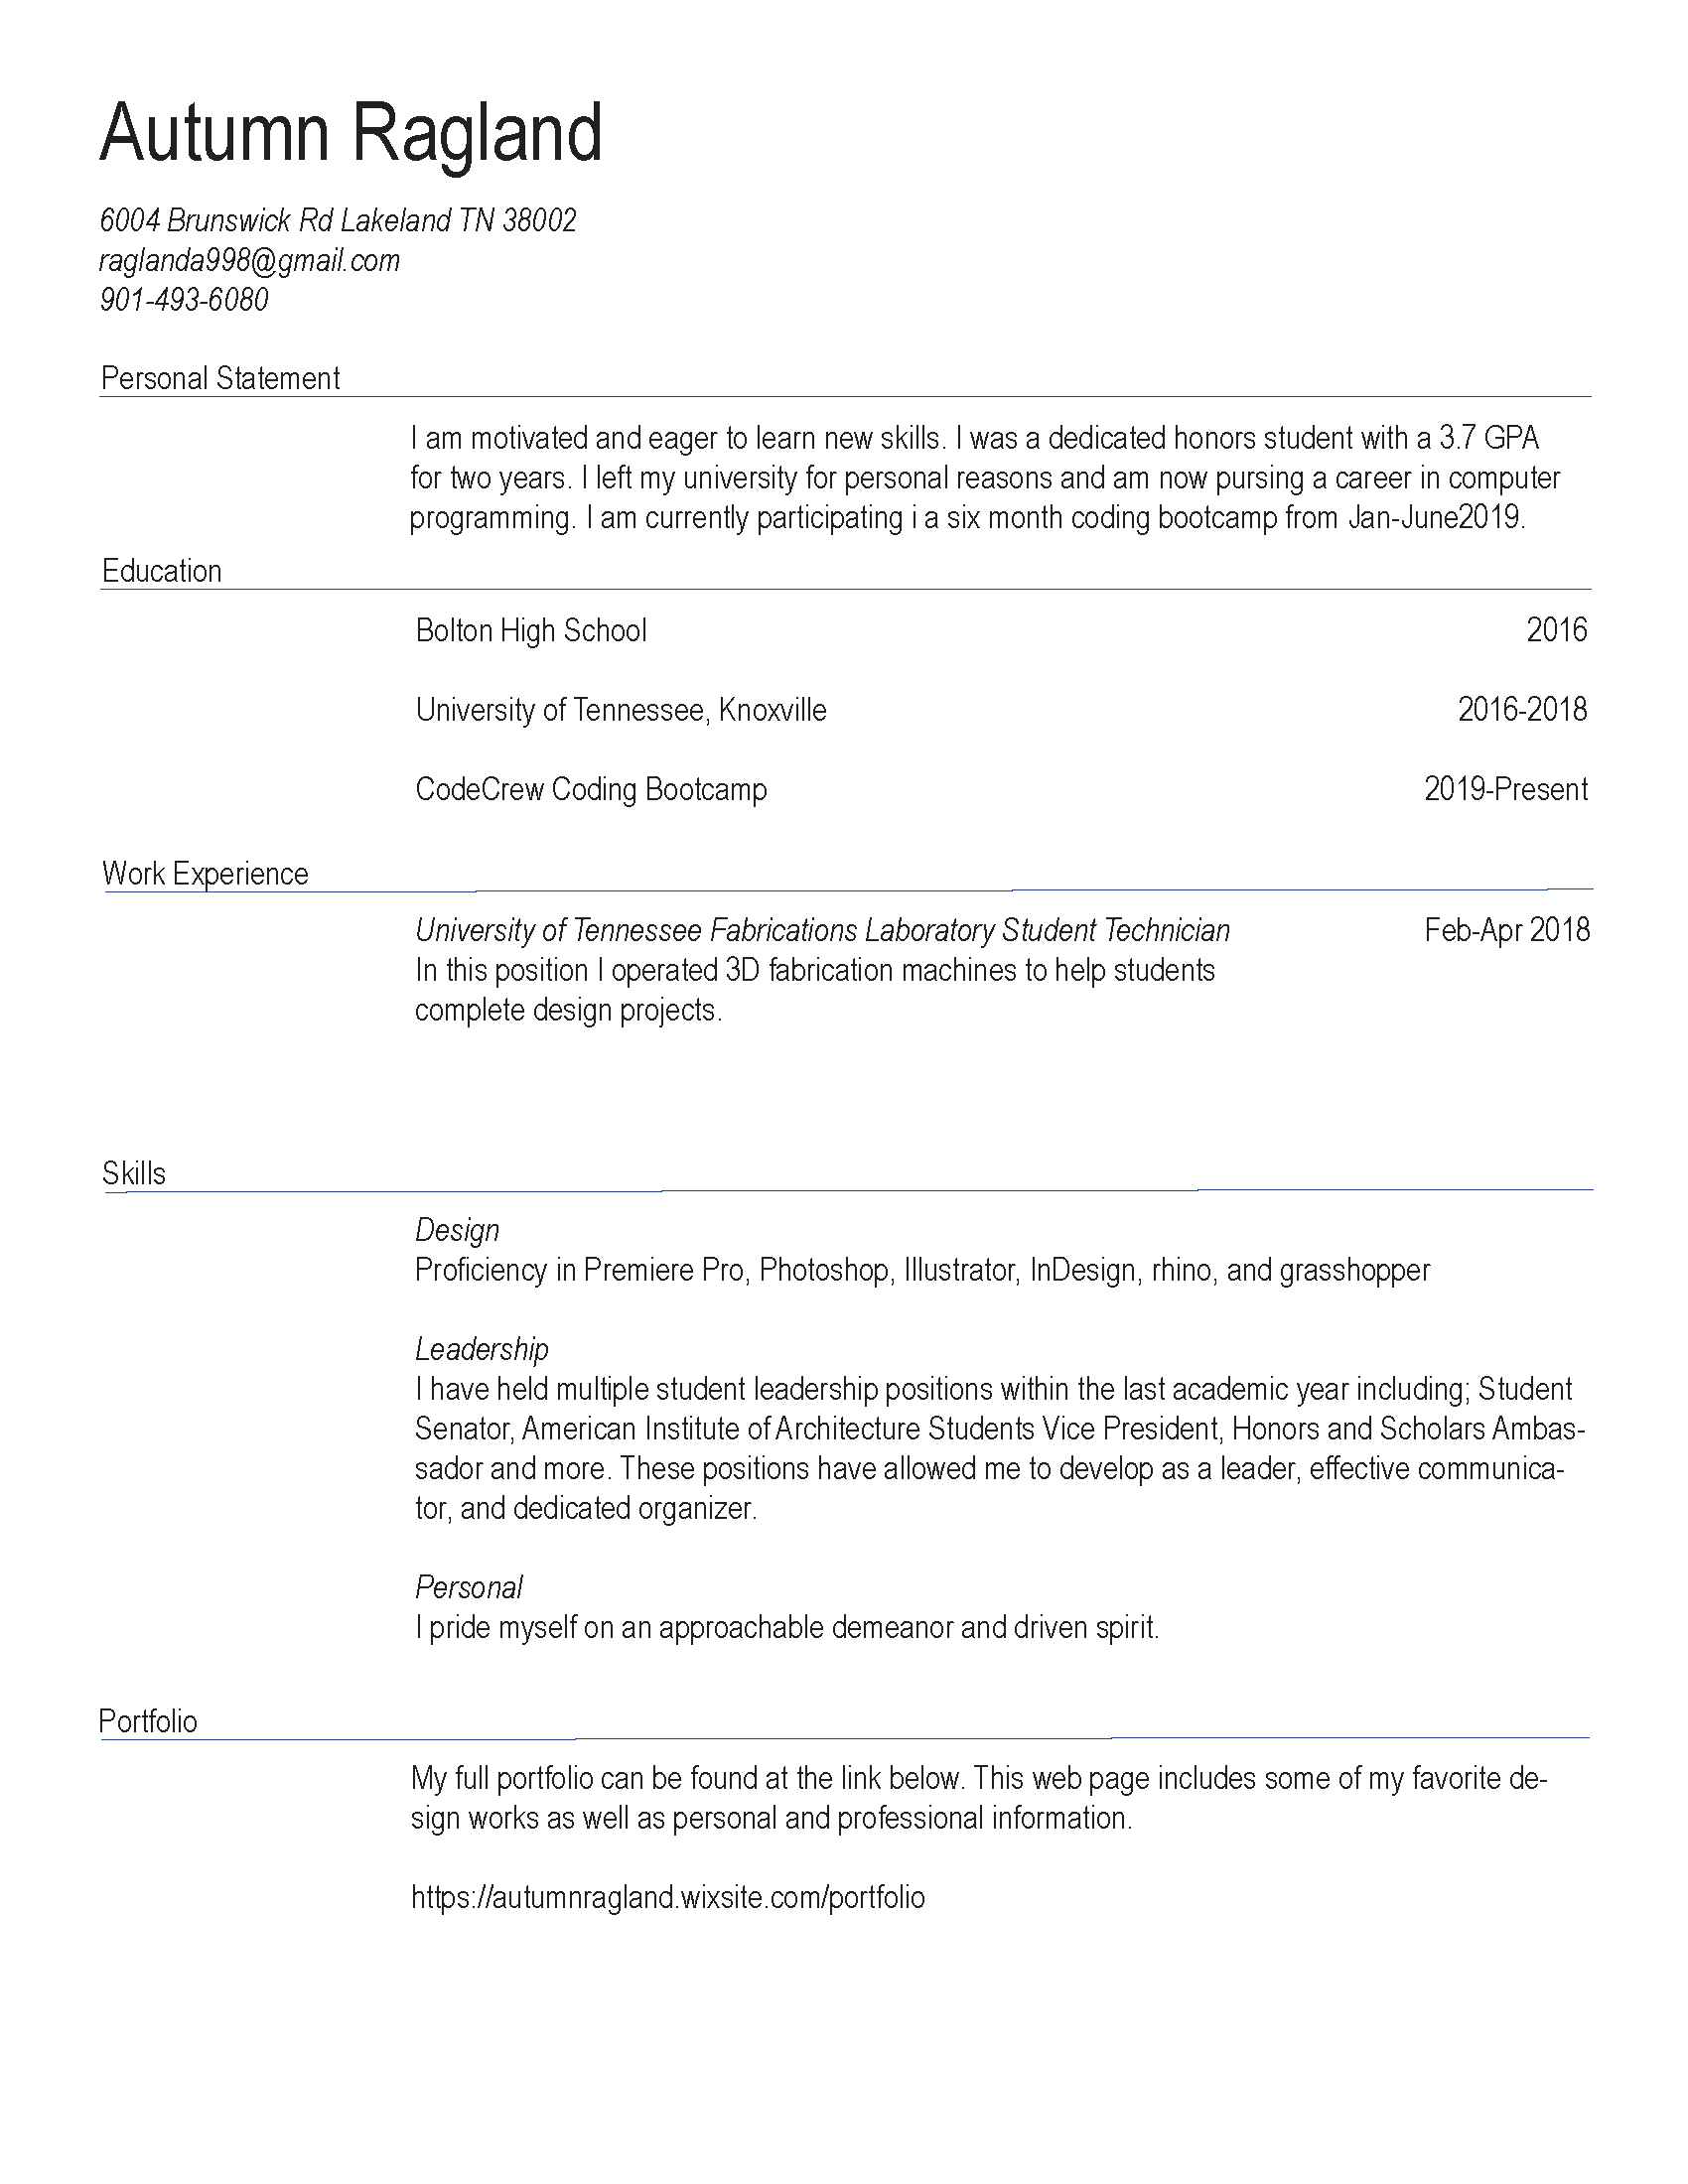 Autumn Ragland
6004 Brunswick Rd Lakeland TN 38002
raglanda998@gmail.com
901-493-6080
Personal Statement
I am motivated and eager to learn new skills. I was a dedicated honors student with a 3.7 GPA
for two years. I left my university for personal reasons and am now pursing a career in computer
programming. I am currently participating i a six month coding bootcamp from Jan-June2019.
Education
Bolton High School 2016
University of Tennessee, Knoxville 2016-2018
CodeCrew Coding Bootcamp 2019-Present
Work Experience
University of Tennessee Fabrications Laboratory Student Technician Feb-Apr 2018
In this position I operated 3D fabrication machines to help students
complete design projects.
Skills
Design
Proficiency in Premiere Pro, Photoshop, Illustrator, InDesign, rhino, and grasshopper
Leadership
I have held multiple student leadership positions within the last academic year including; Student
Senator, American Institute of Architecture Students Vice President, Honors and Scholars Ambas-
sador and more. These positions have allowed me to develop as a leader, effective communica-
tor, and dedicated organizer.
Personal
I pride myself on an approachable demeanor and driven spirit.
Portfolio
My full portfolio can be found at the link below. This web page includes some of my favorite de-
sign works as well as personal and professional information.
https://autumnragland.wixsite.com/portfolio